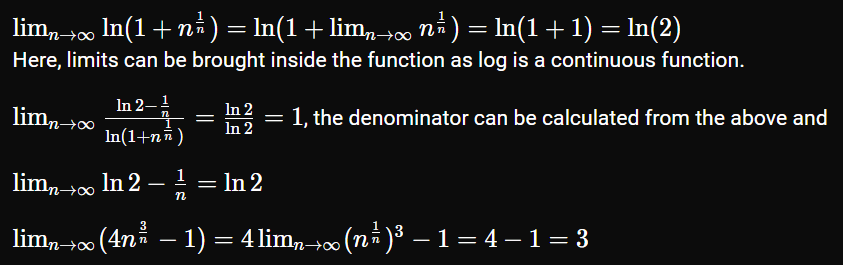 $\lim_{n\to\infty} \ln(1 + n^{\frac{1}{n}}) = \ln(1 + \lim_{n\to\infty} n^{\frac{1}{n}}) = \ln(1 + 1) = \ln(2)$
Here, limits can be brought inside the function as log is a continuous function.
$\lim_{n\to\infty} \frac{\ln 2 - \frac{1}{n}}{\ln(1+n^{\frac{1}{n}})} = \frac{\ln 2}{\ln 2} = 1$, the denominator can be calculated from the above and
$\lim_{n\to\infty} \ln 2 - \frac{1}{n} = \ln 2$
$\lim_{n\to\infty} (4n^{\frac{3}{n}} - 1) = 4 \lim_{n\to\infty} (n^{\frac{1}{n}})^3 - 1 = 4 - 1 = 3$